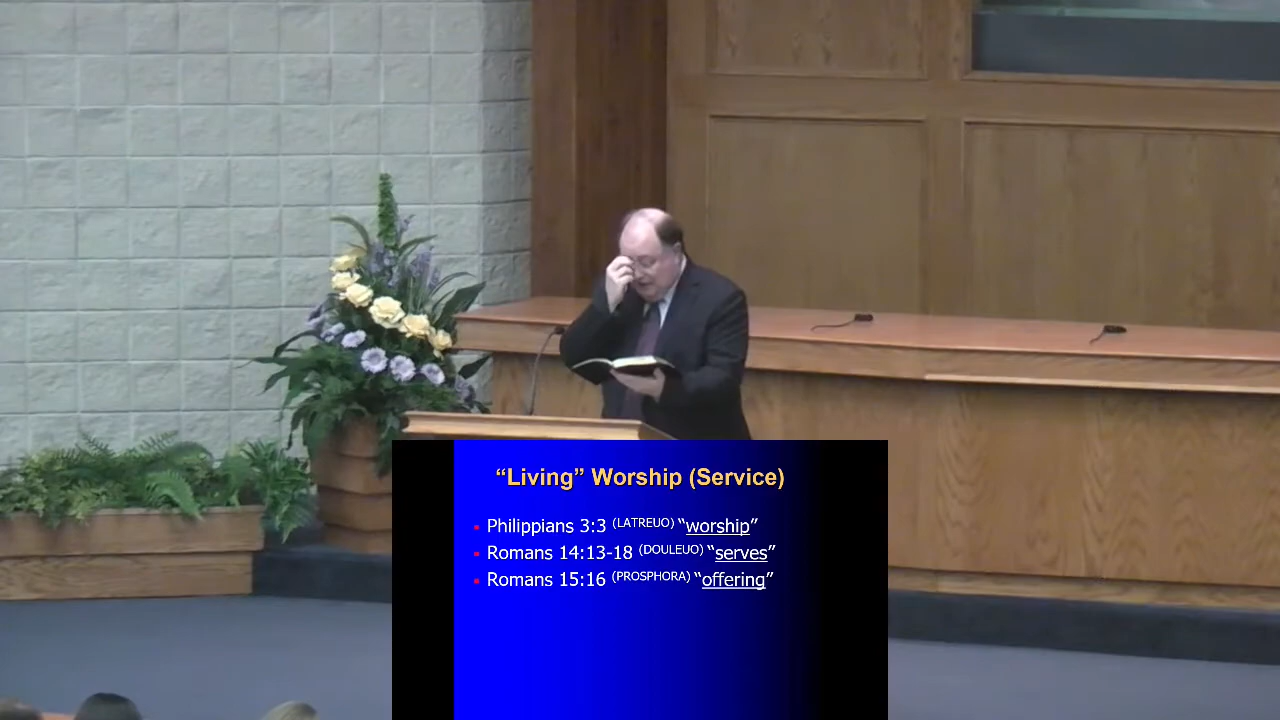 “Living” Worship (Service)
Philippians 3:3 (LATREUO) “worship”
Romans 14:13-18 (DOULEUO) “serves”
Romans 15:16 (PROSPHORA) “offering”